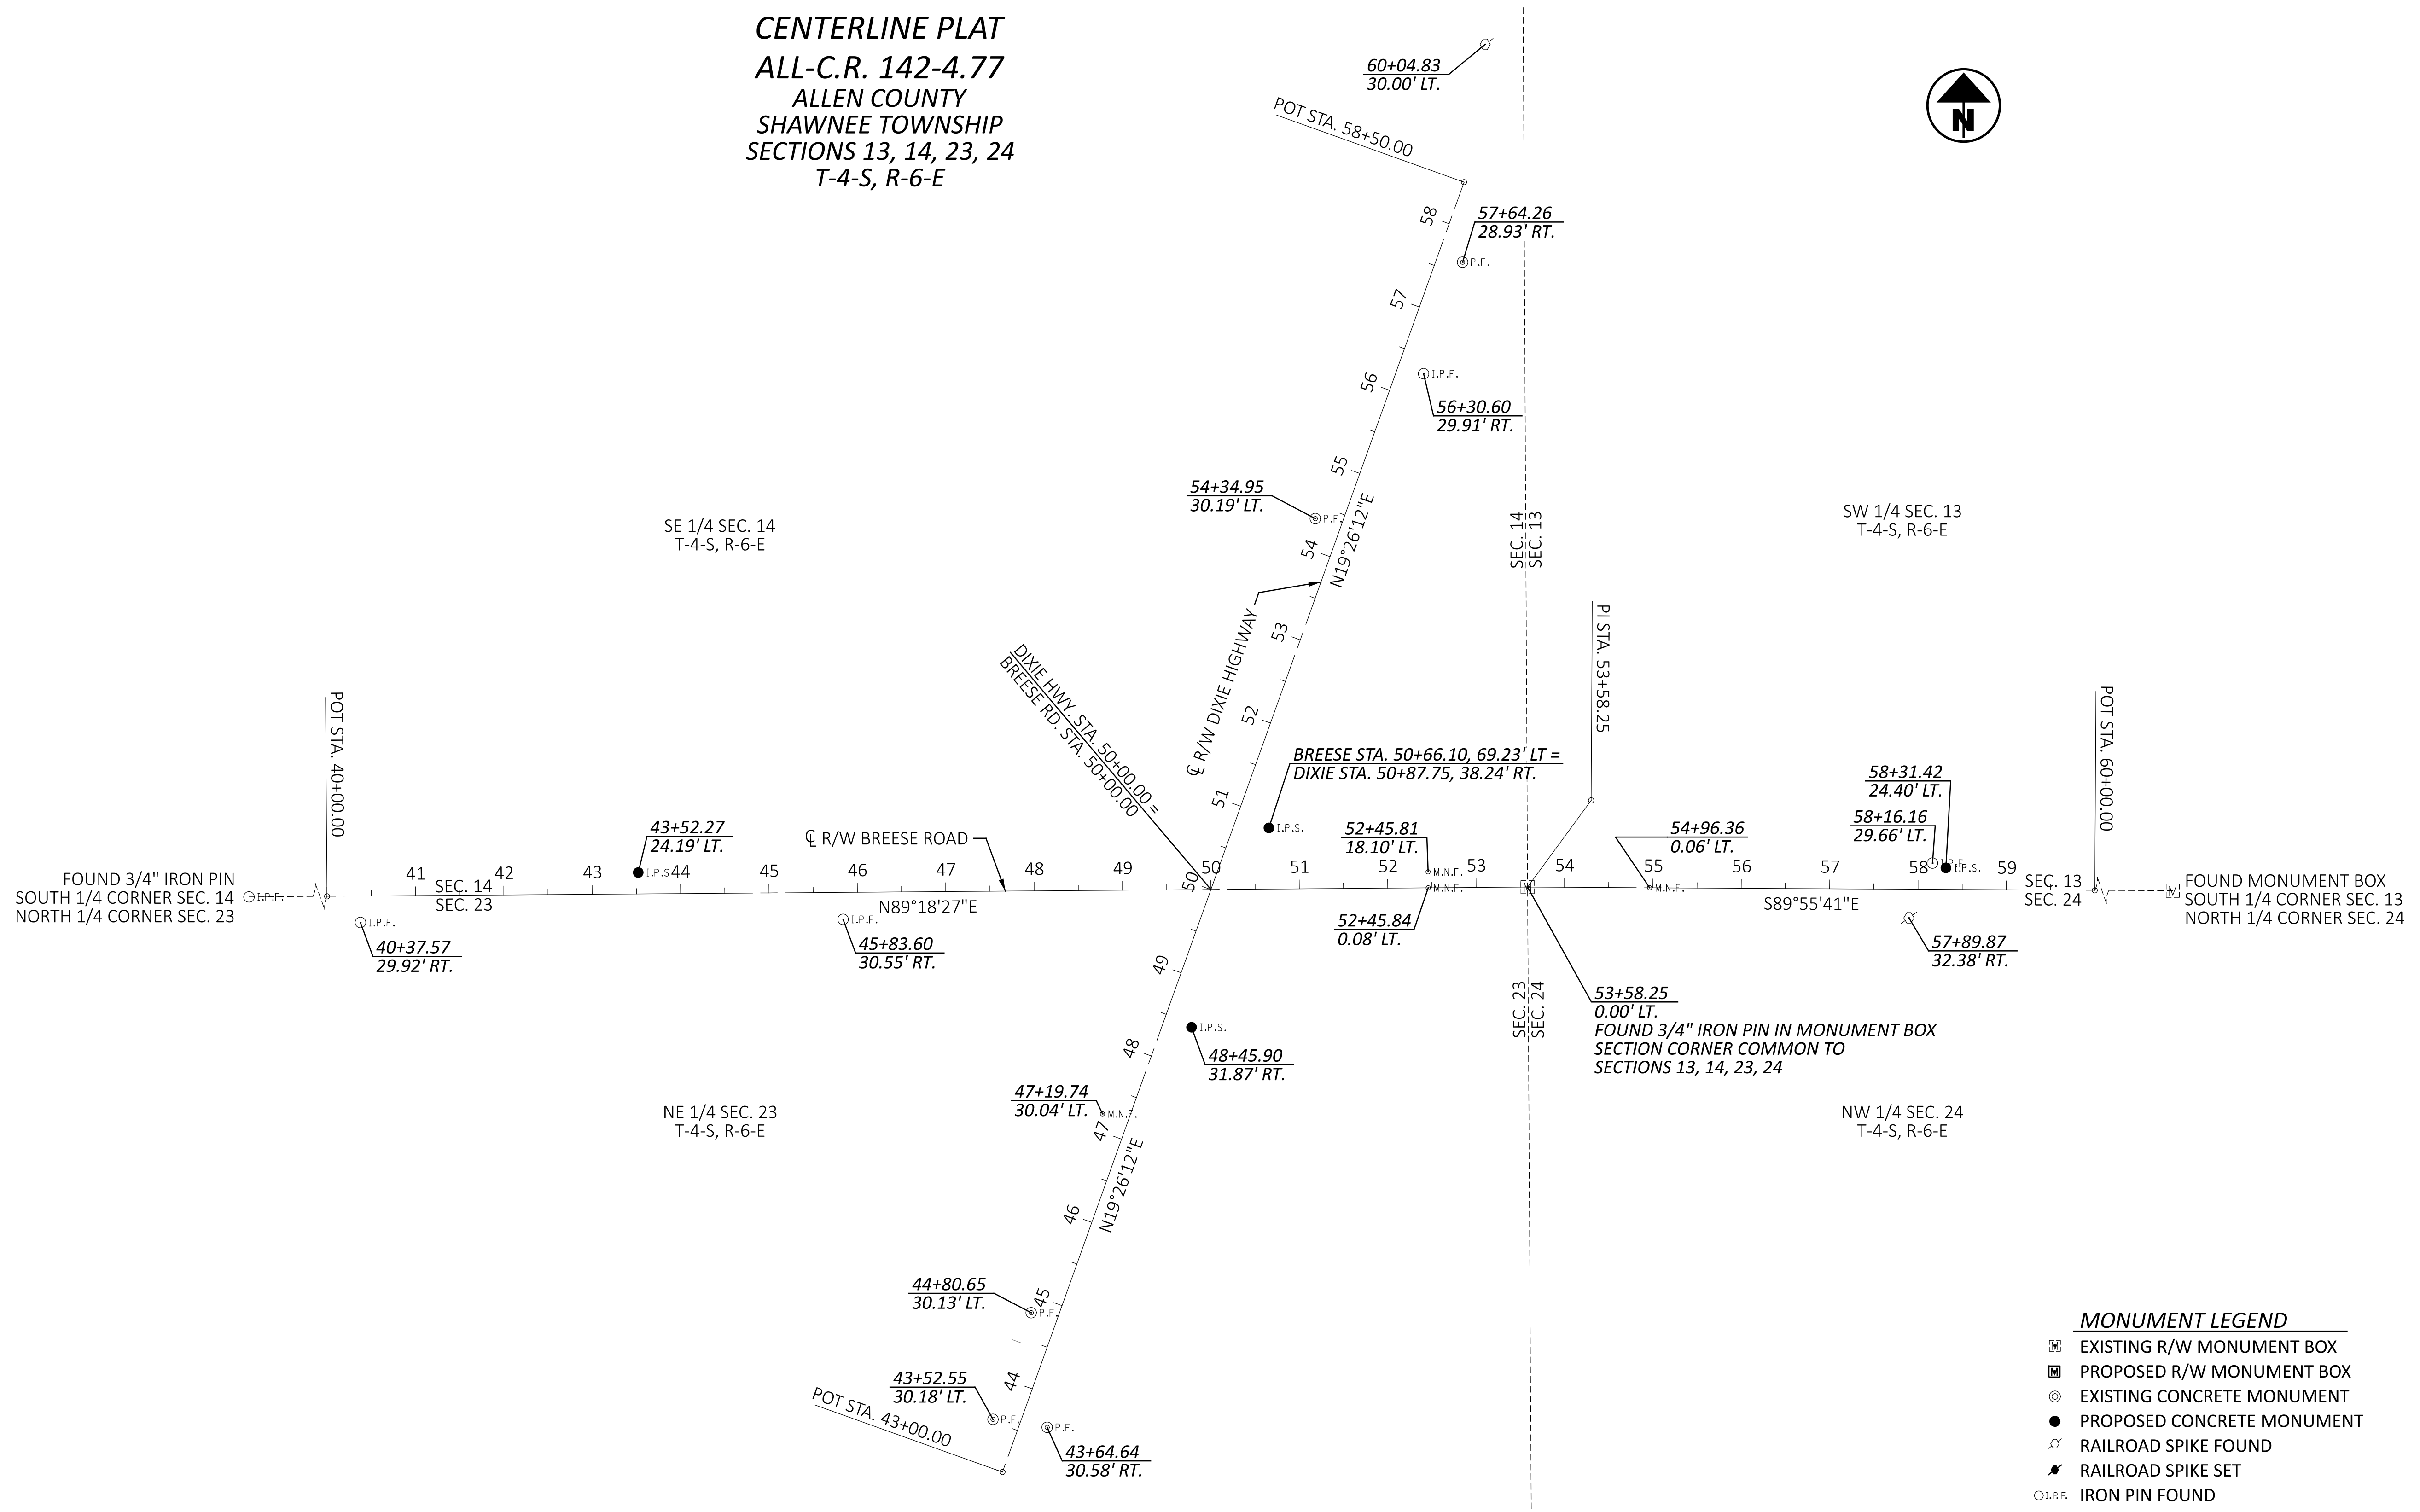 CENTERLINE PLAT
ALL-C.R. 142-4.77
ALLEN COUNTY
SHAWNEE TOWNSHIP
SECTIONS 13, 14, 23, 24
T-4-S, R-6-E
N
60+04.83
30.00' LT.
POT STA. 58+50.00
58
57+64.26
28.93' RT.
P.F.
57
56
I.P.F.
56+30.60
29.91' RT.
55
54+34.95
30.19' LT.
P.F.
54
N19°26'12"E
SEC. 14
SEC. 13
SE 1/4 SEC. 14
T-4-S, R-6-E
SW 1/4 SEC. 13
T-4-S, R-6-E
53
℄ R/W DIXIE HIGHWAY
52
51
DIXIE HWY. STA. 50+00.00 =
BREESE RD. STA. 50+00.00
PI STA. 53+58.25
POT STA. 40+00.00
POT STA. 60+00.00
BREESE STA. 50+66.10, 69.23' LT =
DIXIE STA. 50+87.75, 38.24' RT.
I.P.S.
43+52.27
24.19' LT.
I.P.S
℄ R/W BREESE ROAD
52+45.81
18.10' LT.
M.N.F.
54+96.36
0.06' LT.
M.N.F.
58+31.42
24.40' LT.
58+16.16
29.66' LT.
I.P.F.
I.P.S.
41 42 43 44 45 46 47 48 49 50 51 52 53 54 55 56 57 58 59
FOUND 3/4" IRON PIN
SOUTH 1/4 CORNER SEC. 14
NORTH 1/4 CORNER SEC. 23
I.P.F.
SEC. 14
SEC. 23
N89°18'27"E
50
M.N.F.
M
S89°55'41"E
SEC. 13
SEC. 24
M
FOUND MONUMENT BOX
SOUTH 1/4 CORNER SEC. 13
NORTH 1/4 CORNER SEC. 24
I.P.F.
40+37.57
29.92' RT.
I.P.F.
45+83.60
30.55' RT.
52+45.84
0.08' LT.
57+89.87
32.38' RT.
49
53+58.25
0.00' LT.
FOUND 3/4" IRON PIN IN MONUMENT BOX
SECTION CORNER COMMON TO
SECTIONS 13, 14, 23, 24
SEC. 23
SEC. 24
I.P.S.
48+45.90
31.87' RT.
48
47+19.74
30.04' LT.
M.N.F.
47
N19°26'12"E
NE 1/4 SEC. 23
T-4-S, R-6-E
NW 1/4 SEC. 24
T-4-S, R-6-E
46
44+80.65
30.13' LT.
P.F.
45
44
43+52.55
30.18' LT.
P.F.
POT STA. 43+00.00
P.F.
43+64.64
30.58' RT.
MONUMENT LEGEND
M EXISTING R/W MONUMENT BOX
M PROPOSED R/W MONUMENT BOX
EXISTING CONCRETE MONUMENT
PROPOSED CONCRETE MONUMENT
RAILROAD SPIKE FOUND
RAILROAD SPIKE SET
I.P.F. IRON PIN FOUND